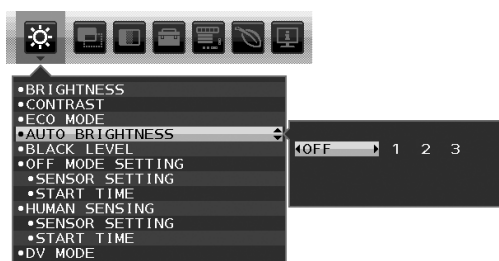 •BRIGHTNESS
•CONTRAST
•ECO MODE
•AUTO BRIGHTNESS
•BLACK LEVEL
•OFF MODE SETTING
•SENSOR SETTING
•START TIME
•HUMAN SENSING
•SENSOR SETTING
•START TIME
•DV MODE
OFF 1 2 3